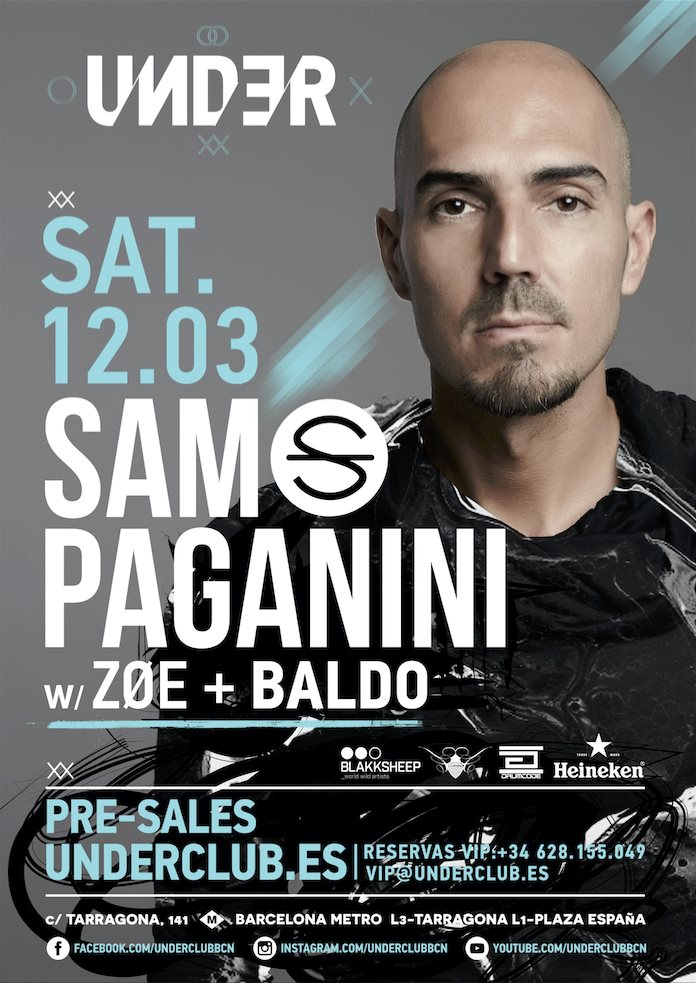 UNDER
SAT.
12.03
SAM S
PAGANINI
W/ ZØE + BALDO
BLAKKSHEEP
_world wild artists
DRUMCODE
TRADE MARK
Heineken
PRE-SALES
UNDERCLUB.ES
RESERVAS VIP:+34 628.155.049
VIP@UNDERCLUB.ES
C/ TARRAGONA, 141 M BARCELONA METRO L3-TARRAGONA L1-PLAZA ESPAÑA
FACEBOOK.COM/UNDERCLUBBCN INSTAGRAM.COM/UNDERCLUBBCN YOUTUBE.COM/UNDERCLUBBCN